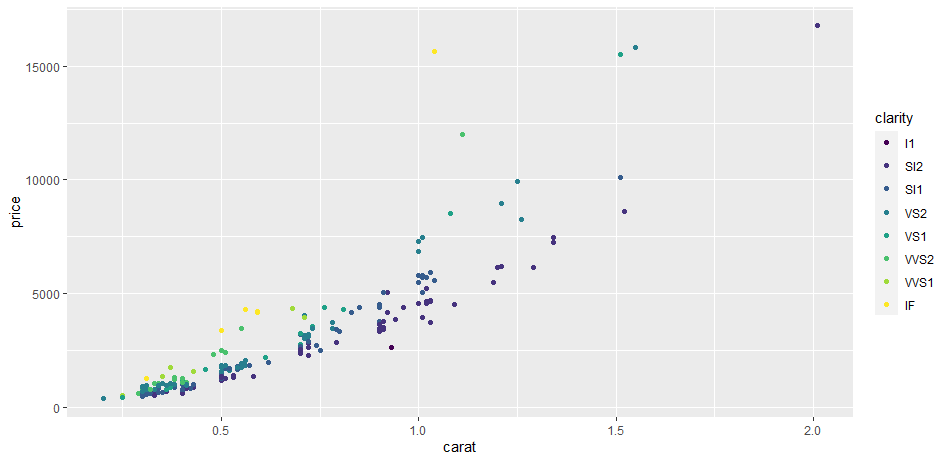 15000
10000
5000
0
price
0.5 1.0 1.5 2.0
carat
clarity
I1
SI2
SI1
VS2
VS1
VVS2
VVS1
IF